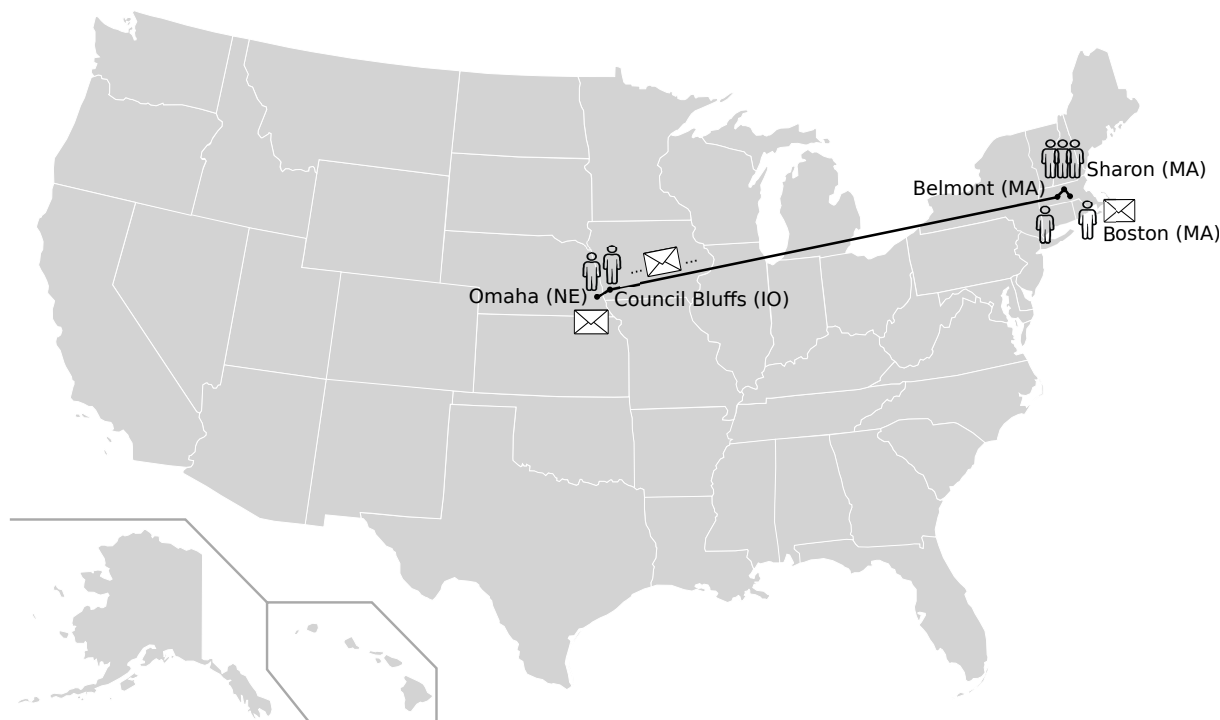 Sharon (MA)
Belmont (MA)
Boston (MA)
...
...
Omaha (NE)
Council Bluffs (IO)